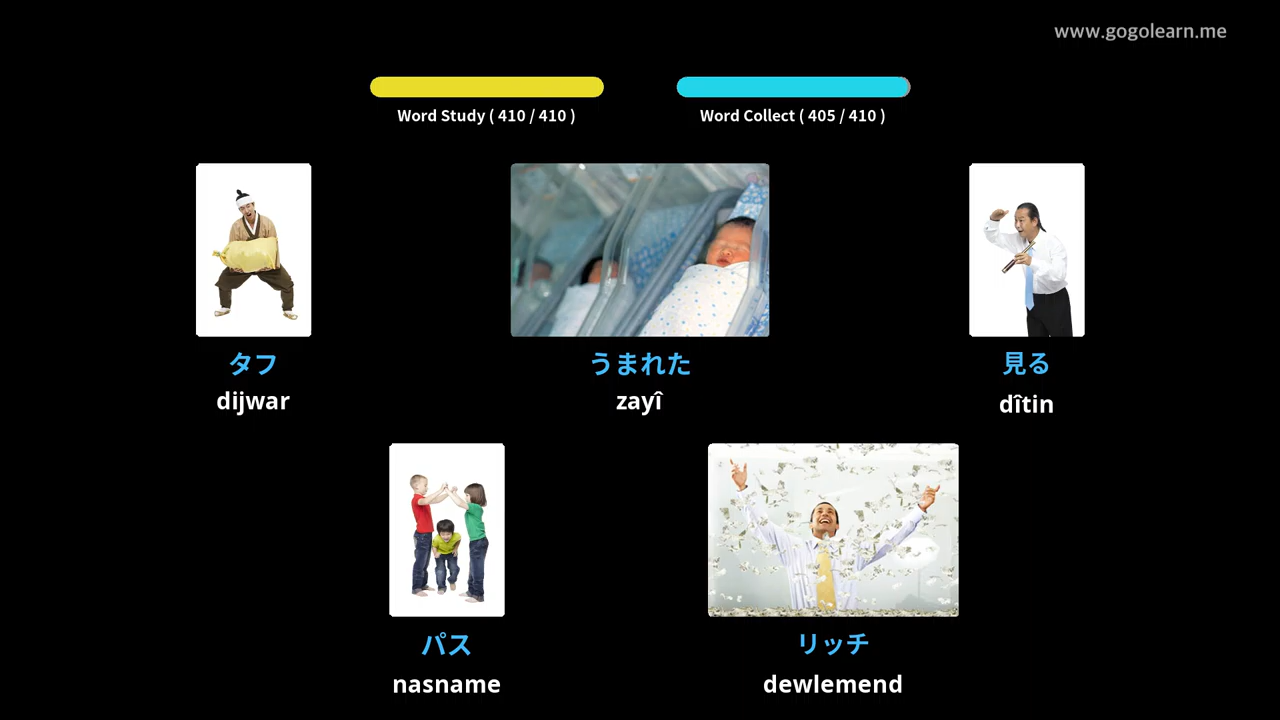 www.gogolearn.me
Word Study ( 410 / 410 )
Word Collect ( 405 / 410 )
タフ
dijwar
うまれた
zayî
見る
dîtin
パス
nasname
リッチ
dewlemend